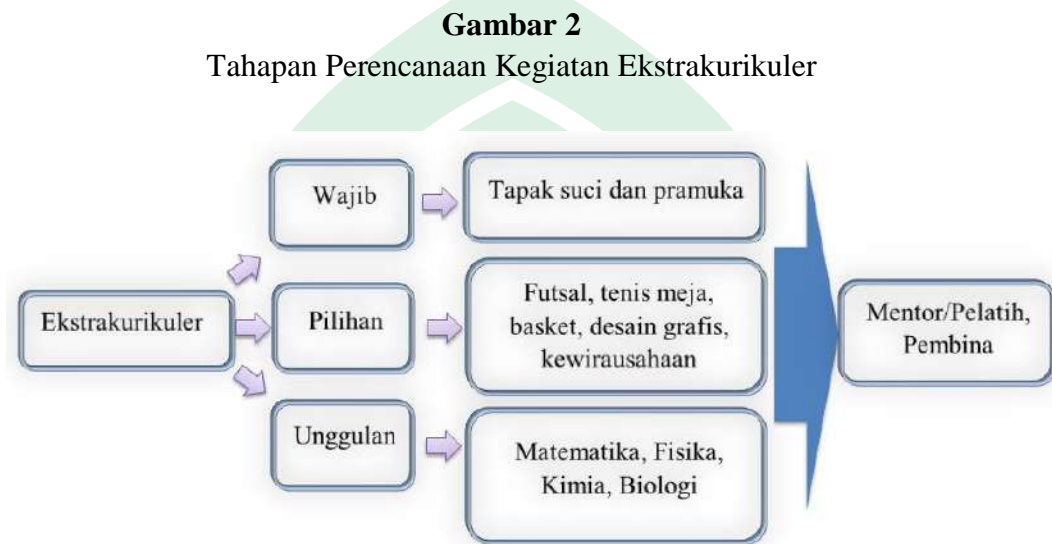 Gambar 2
Tahapan Perencanaan Kegiatan Ekstrakurikuler
Ekstrakurikuler
Wajib
Tapak suci dan pramuka
Pilihan
Futsal, tenis meja,
basket, desain grafis,
kewirausahaan
Unggulan
Matematika, Fisika,
Kimia, Biologi
Mentor/Pelatih,
Pembina